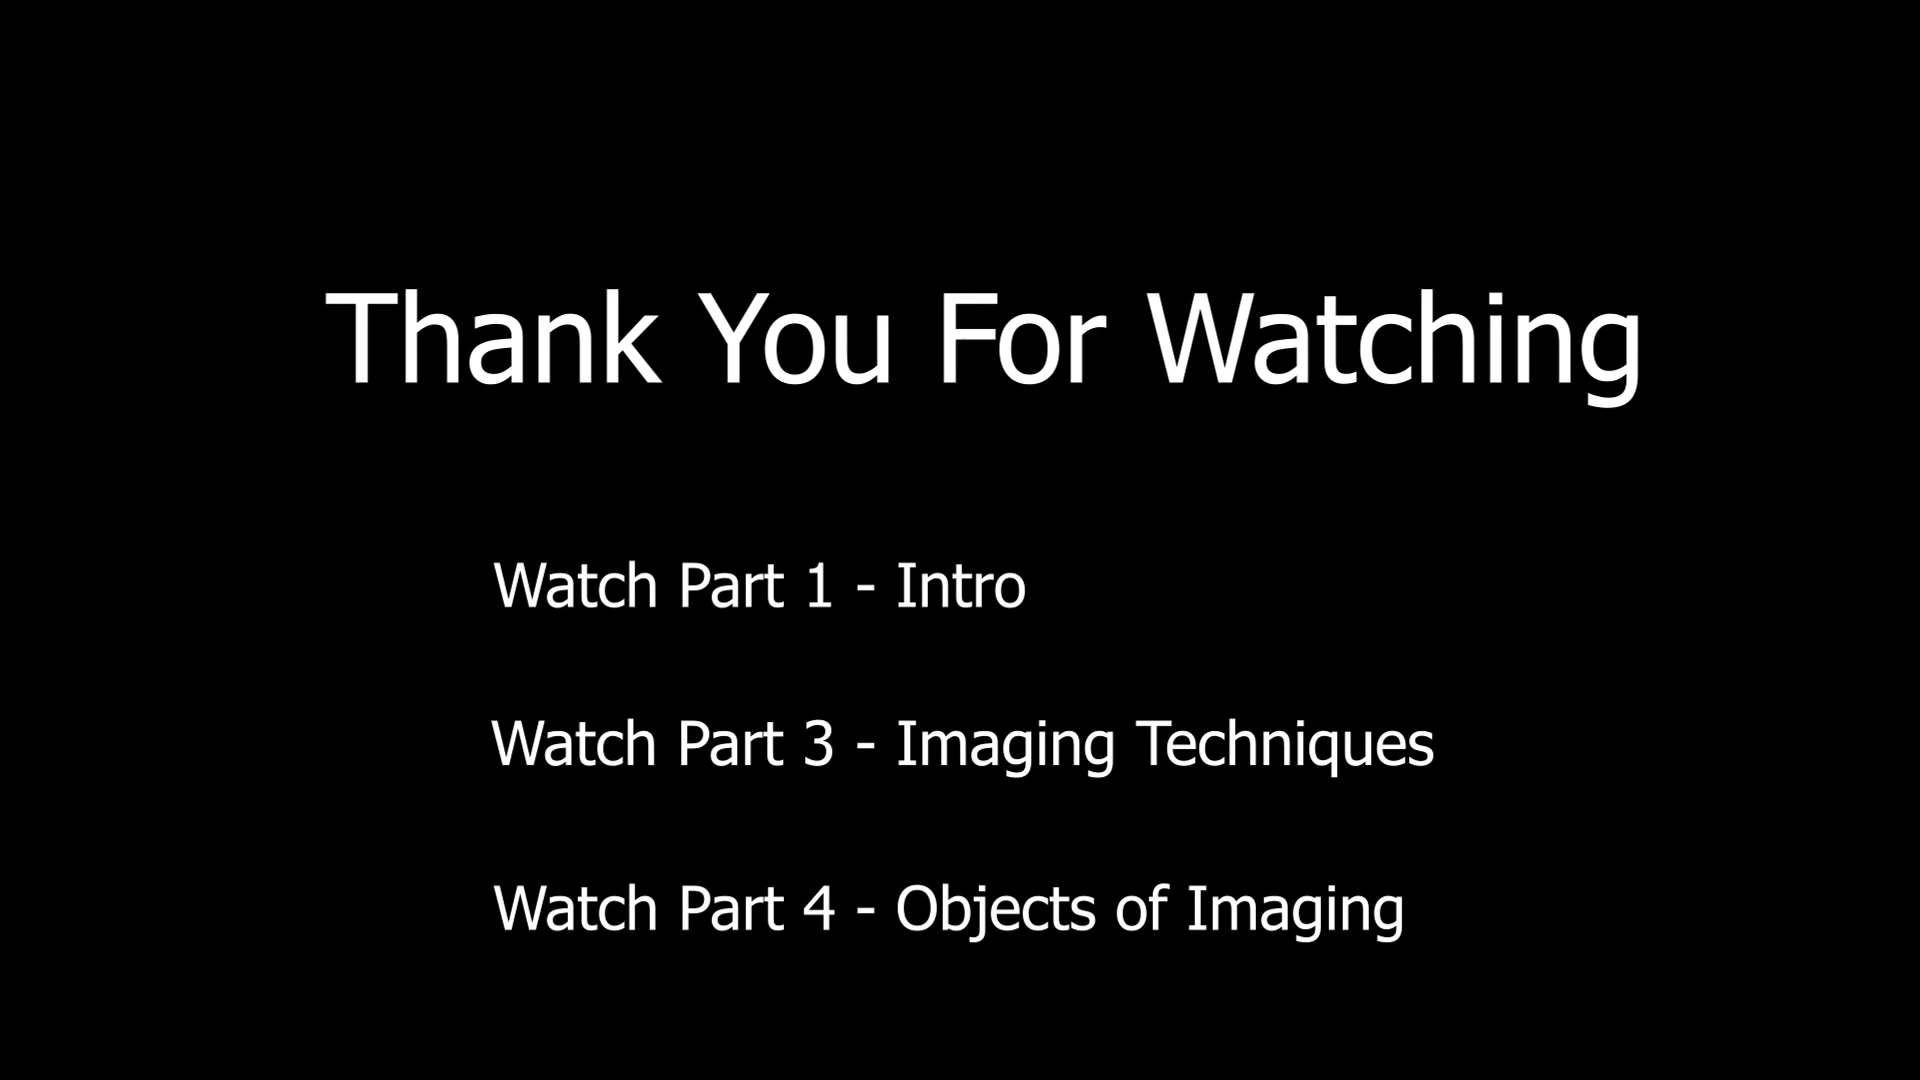 Thank You For Watching
Watch Part 1 - Intro
Watch Part 3 - Imaging Techniques
Watch Part 4 - Objects of Imaging